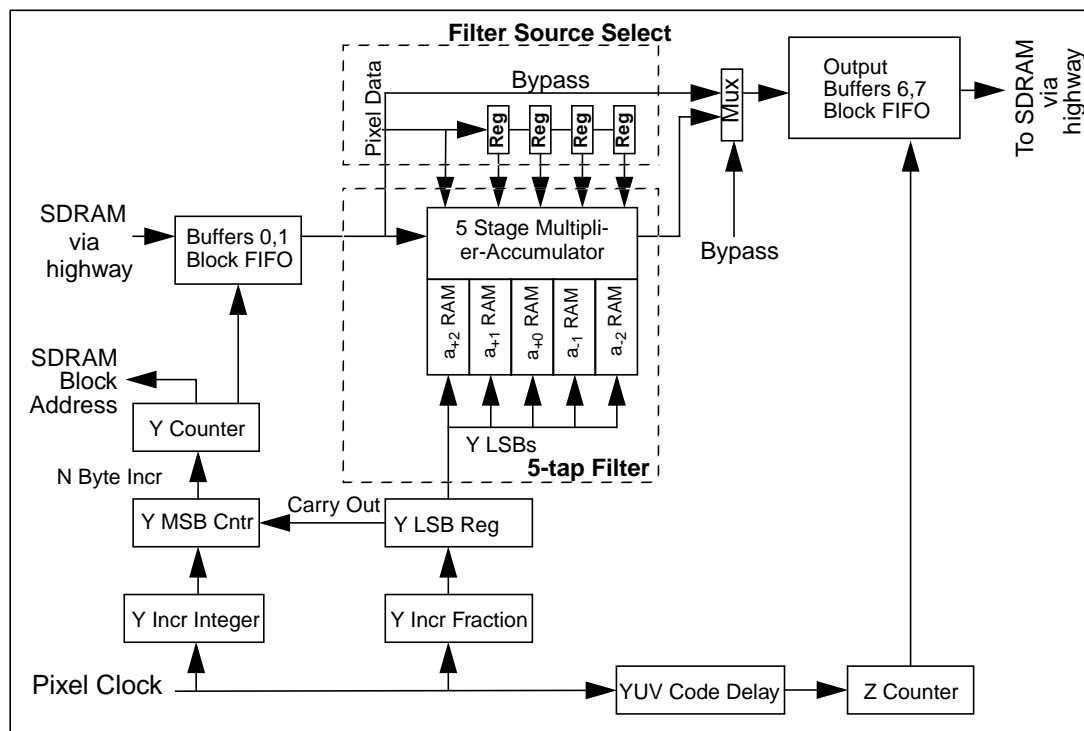 Filter Source Select
Bypass
Pixel Data
Reg
Reg
Reg
Reg
Mux
Output
Buffers 6,7
Block FIFO
To SDRAM
via
highway
SDRAM
via
highway
Buffers 0,1
Block FIFO
5 Stage Multipli-
er-Accumulator
Bypass
a+2 RAM
a+1 RAM
a+0 RAM
a-1 RAM
a-2 RAM
SDRAM
Block
Address
Y Counter
Y LSBs
5-tap Filter
N Byte Incr
Carry Out
Y MSB Cntr
Y LSB Reg
Y Incr Integer
Y Incr Fraction
Pixel Clock
YUV Code Delay
Z Counter